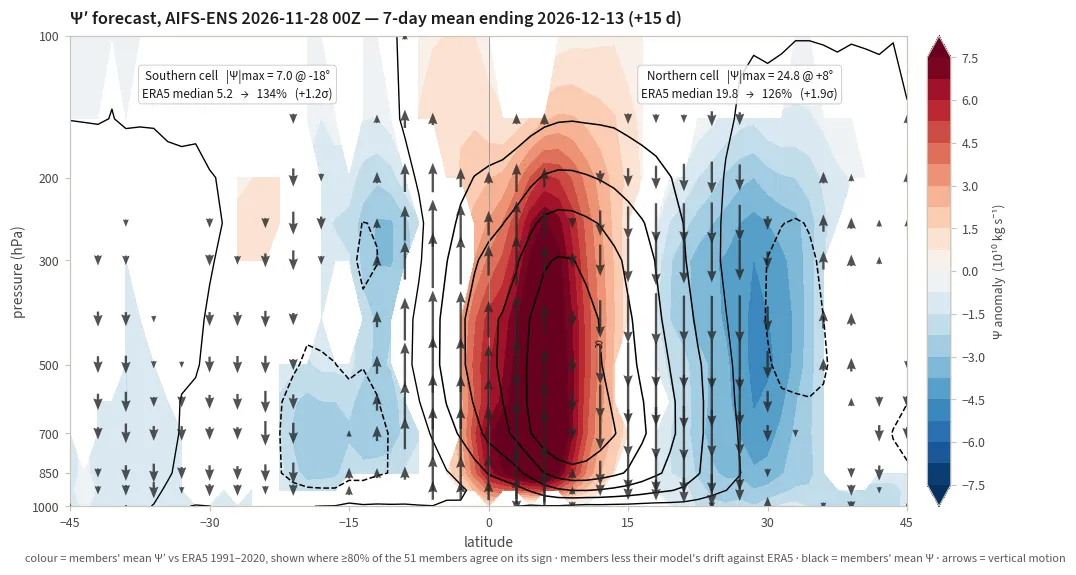 Ψ′ forecast, AIFS-ENS 2026-11-28 00Z — 7-day mean ending 2026-12-13 (+15 d)
Southern cell |Ψ|max = 7.0 @ -18°
ERA5 median 5.2 → 134% (+1.2σ)
Northern cell |Ψ|max = 24.8 @ +8°
ERA5 median 19.8 → 126% (+1.9σ)
pressure (hPa)
100
200
300
500
700
850
1000
−45
−30
−15
0
15
30
45
latitude
7.5
6.0
4.5
3.0
1.5
0.0
−1.5
−3.0
−4.5
−6.0
−7.5
Ψ anomaly (10¹⁰ kg s⁻¹)
colour = members' mean Ψ′ vs ERA5 1991–2020, shown where ≥80% of the 51 members agree on its sign · members less their model's drift against ERA5 · black = members' mean Ψ · arrows = vertical motion